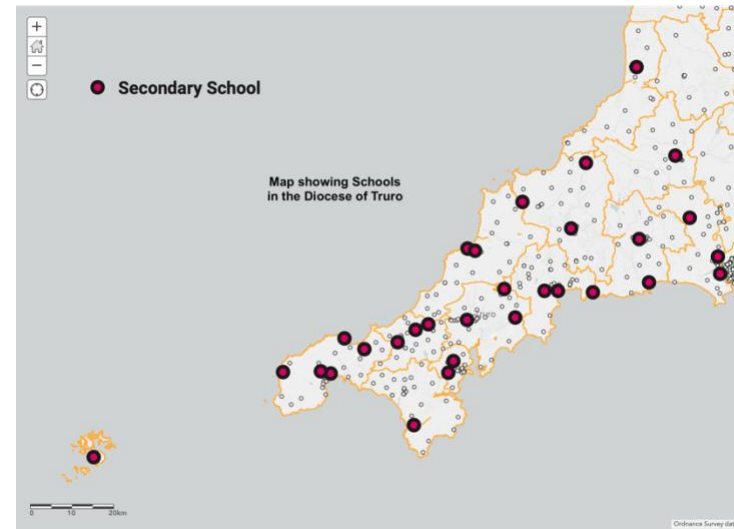 +
−
Secondary School
Map showing Schools
in the Diocese of Truro
0 10 20km
Ordnance Survey dat